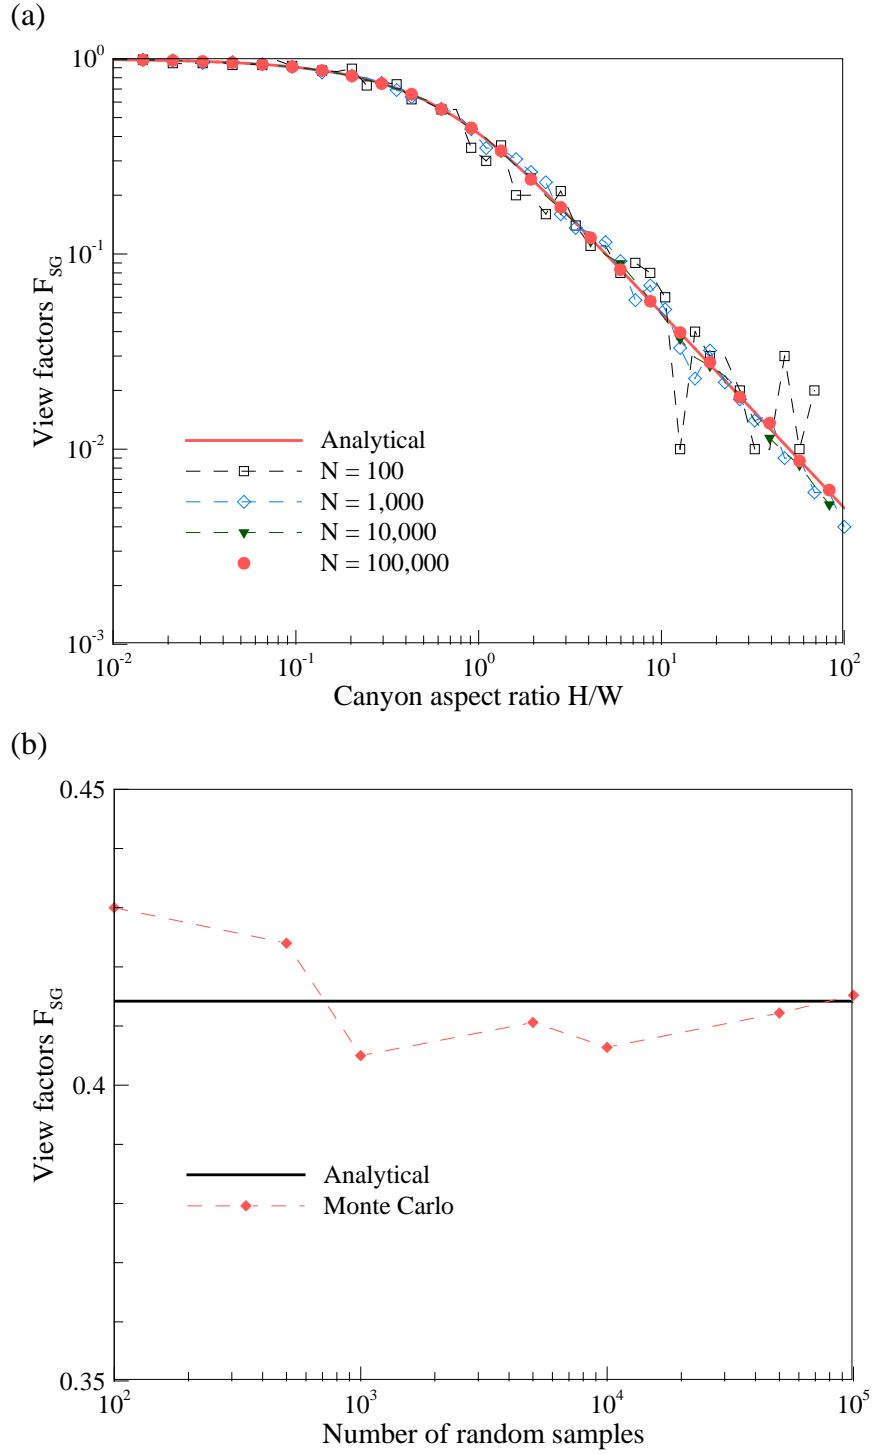 (a)
10^0
10^-1
10^-2
10^-3
View factors F_SG
Analytical
N = 100
N = 1,000
N = 10,000
N = 100,000
10^-2
10^-1
10^0
10^1
10^2
Canyon aspect ratio H/W
(b)
0.45
0.4
0.35
View factors F_SG
Analytical
Monte Carlo
10^2
10^3
10^4
10^5
Number of random samples